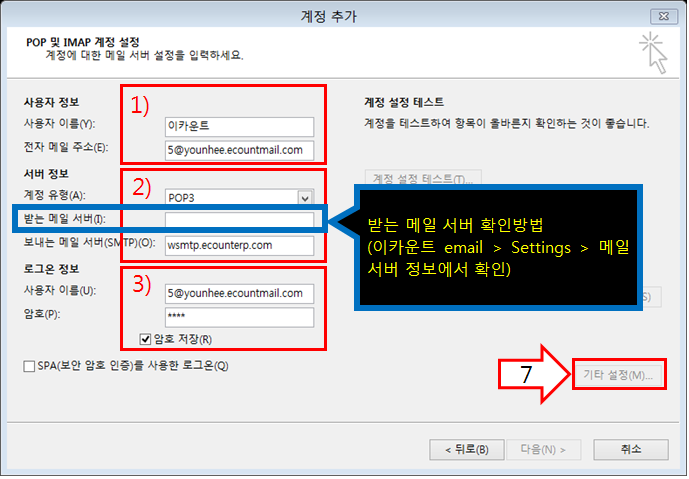 계정 추가
POP 및 IMAP 계정 설정
계정에 대한 메일 서버 설정을 입력하세요.
사용자 정보
1)
사용자 이름(Y):
이카운트
전자 메일 주소(E):
5@younhee.ecountmail.com
서버 정보
2)
계정 유형(A):
POP3
받는 메일 서버(I):
보내는 메일 서버(SMTP)(O):
wsmtp.ecounterp.com
로그온 정보
3)
사용자 이름(U):
5@younhee.ecountmail.com
암호(P):
****
암호 저장(R)
SPA(보안 암호 인증)를 사용한 로그온(Q)
계정 설정 테스트
계정을 테스트하여 항목이 올바른지 확인하는 것이 좋습니다.
계정 설정 테스트(T)...
받는 메일 서버 확인방법
(이카운트 email > Settings > 메일
서버 정보에서 확인)
S)
7
기타 설정(M)...
< 뒤로(B)
다음(N) >
취소